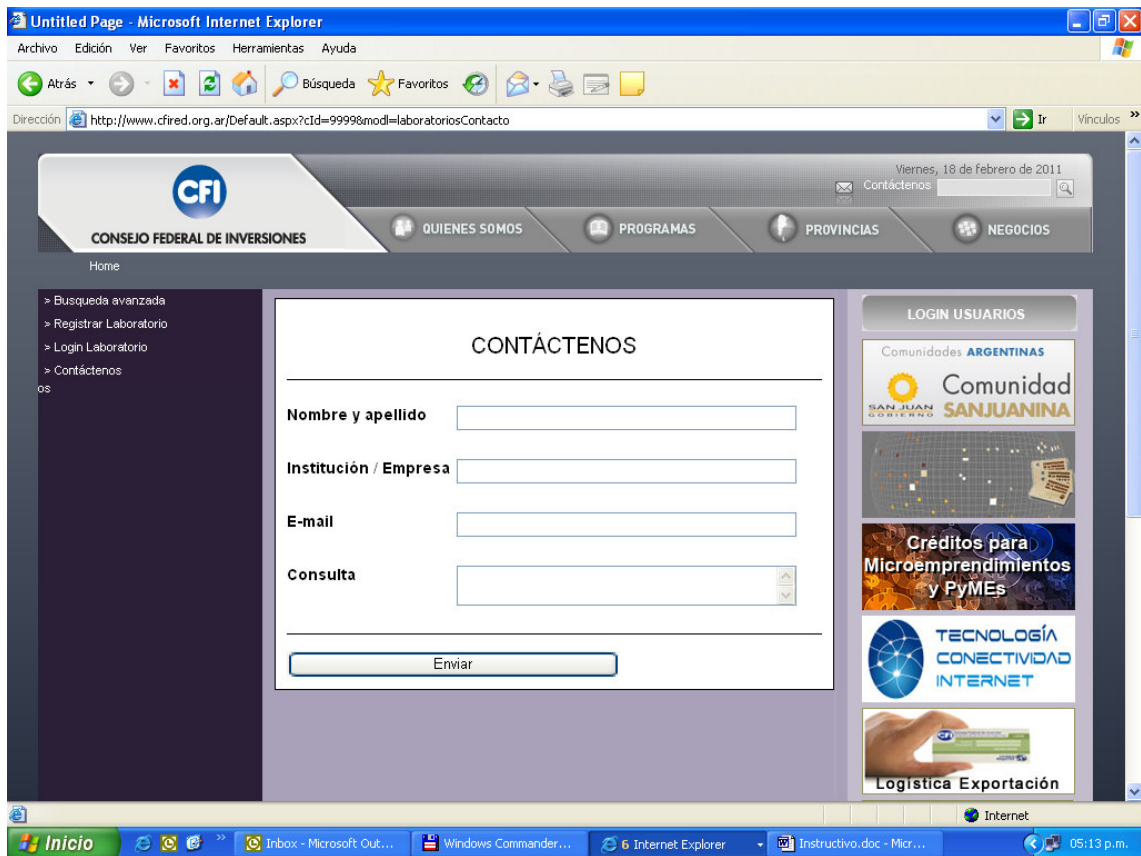 Untitled Page - Microsoft Internet Explorer
Archivo Edición Ver Favoritos Herramientas Ayuda
Atrás Búsqueda Favoritos
Dirección http://www.cfired.org.ar/Default.aspx?cId=9999&modl=laboratoriosContacto Ir Vínculos »
Viernes, 18 de febrero de 2011
Contáctenos
CFI
CONSEJO FEDERAL DE INVERSIONES
QUIENES SOMOS PROGRAMAS PROVINCIAS NEGOCIOS
Home
> Busqueda avanzada
> Registrar Laboratorio
> Login Laboratorio
> Contáctenos
os
CONTÁCTENOS
Nombre y apellido
Institución / Empresa
E-mail
Consulta
Enviar
LOGIN USUARIOS
Comunidades ARGENTINAS
SAN JUAN
GOBIERNO
Comunidad
SANJUANINA
Créditos para
Microemprendimientos
y PyMEs
TECNOLOGÍA
CONECTIVIDAD
INTERNET
CFI
Logística Exportación
Internet
Inicio » Inbox - Microsoft Out... Windows Commander... 6 Internet Explorer Instructivo.doc - Micr... 05:13 p.m.